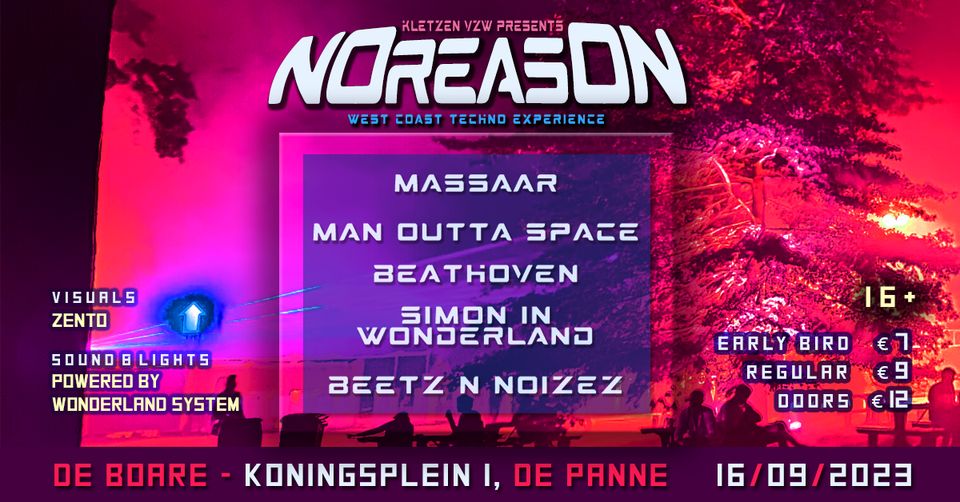 KLETZEN VZW PRESENTS
NOREASON
WEST COAST TECHNO EXPERIENCE
MASSAAR
MAN OUTTA SPACE
BEATHOVEN
SIMON IN
WONDERLAND
BEETZ N NOIZEZ
VISUALS
ZENTO
SOUND & LIGHTS
POWERED BY
WONDERLAND SYSTEM
16+
EARLY BIRD €7
REGULAR €9
DOORS €12
DE BOARE - KONINGSPLEIN 1, DE PANNE 16/09/2023